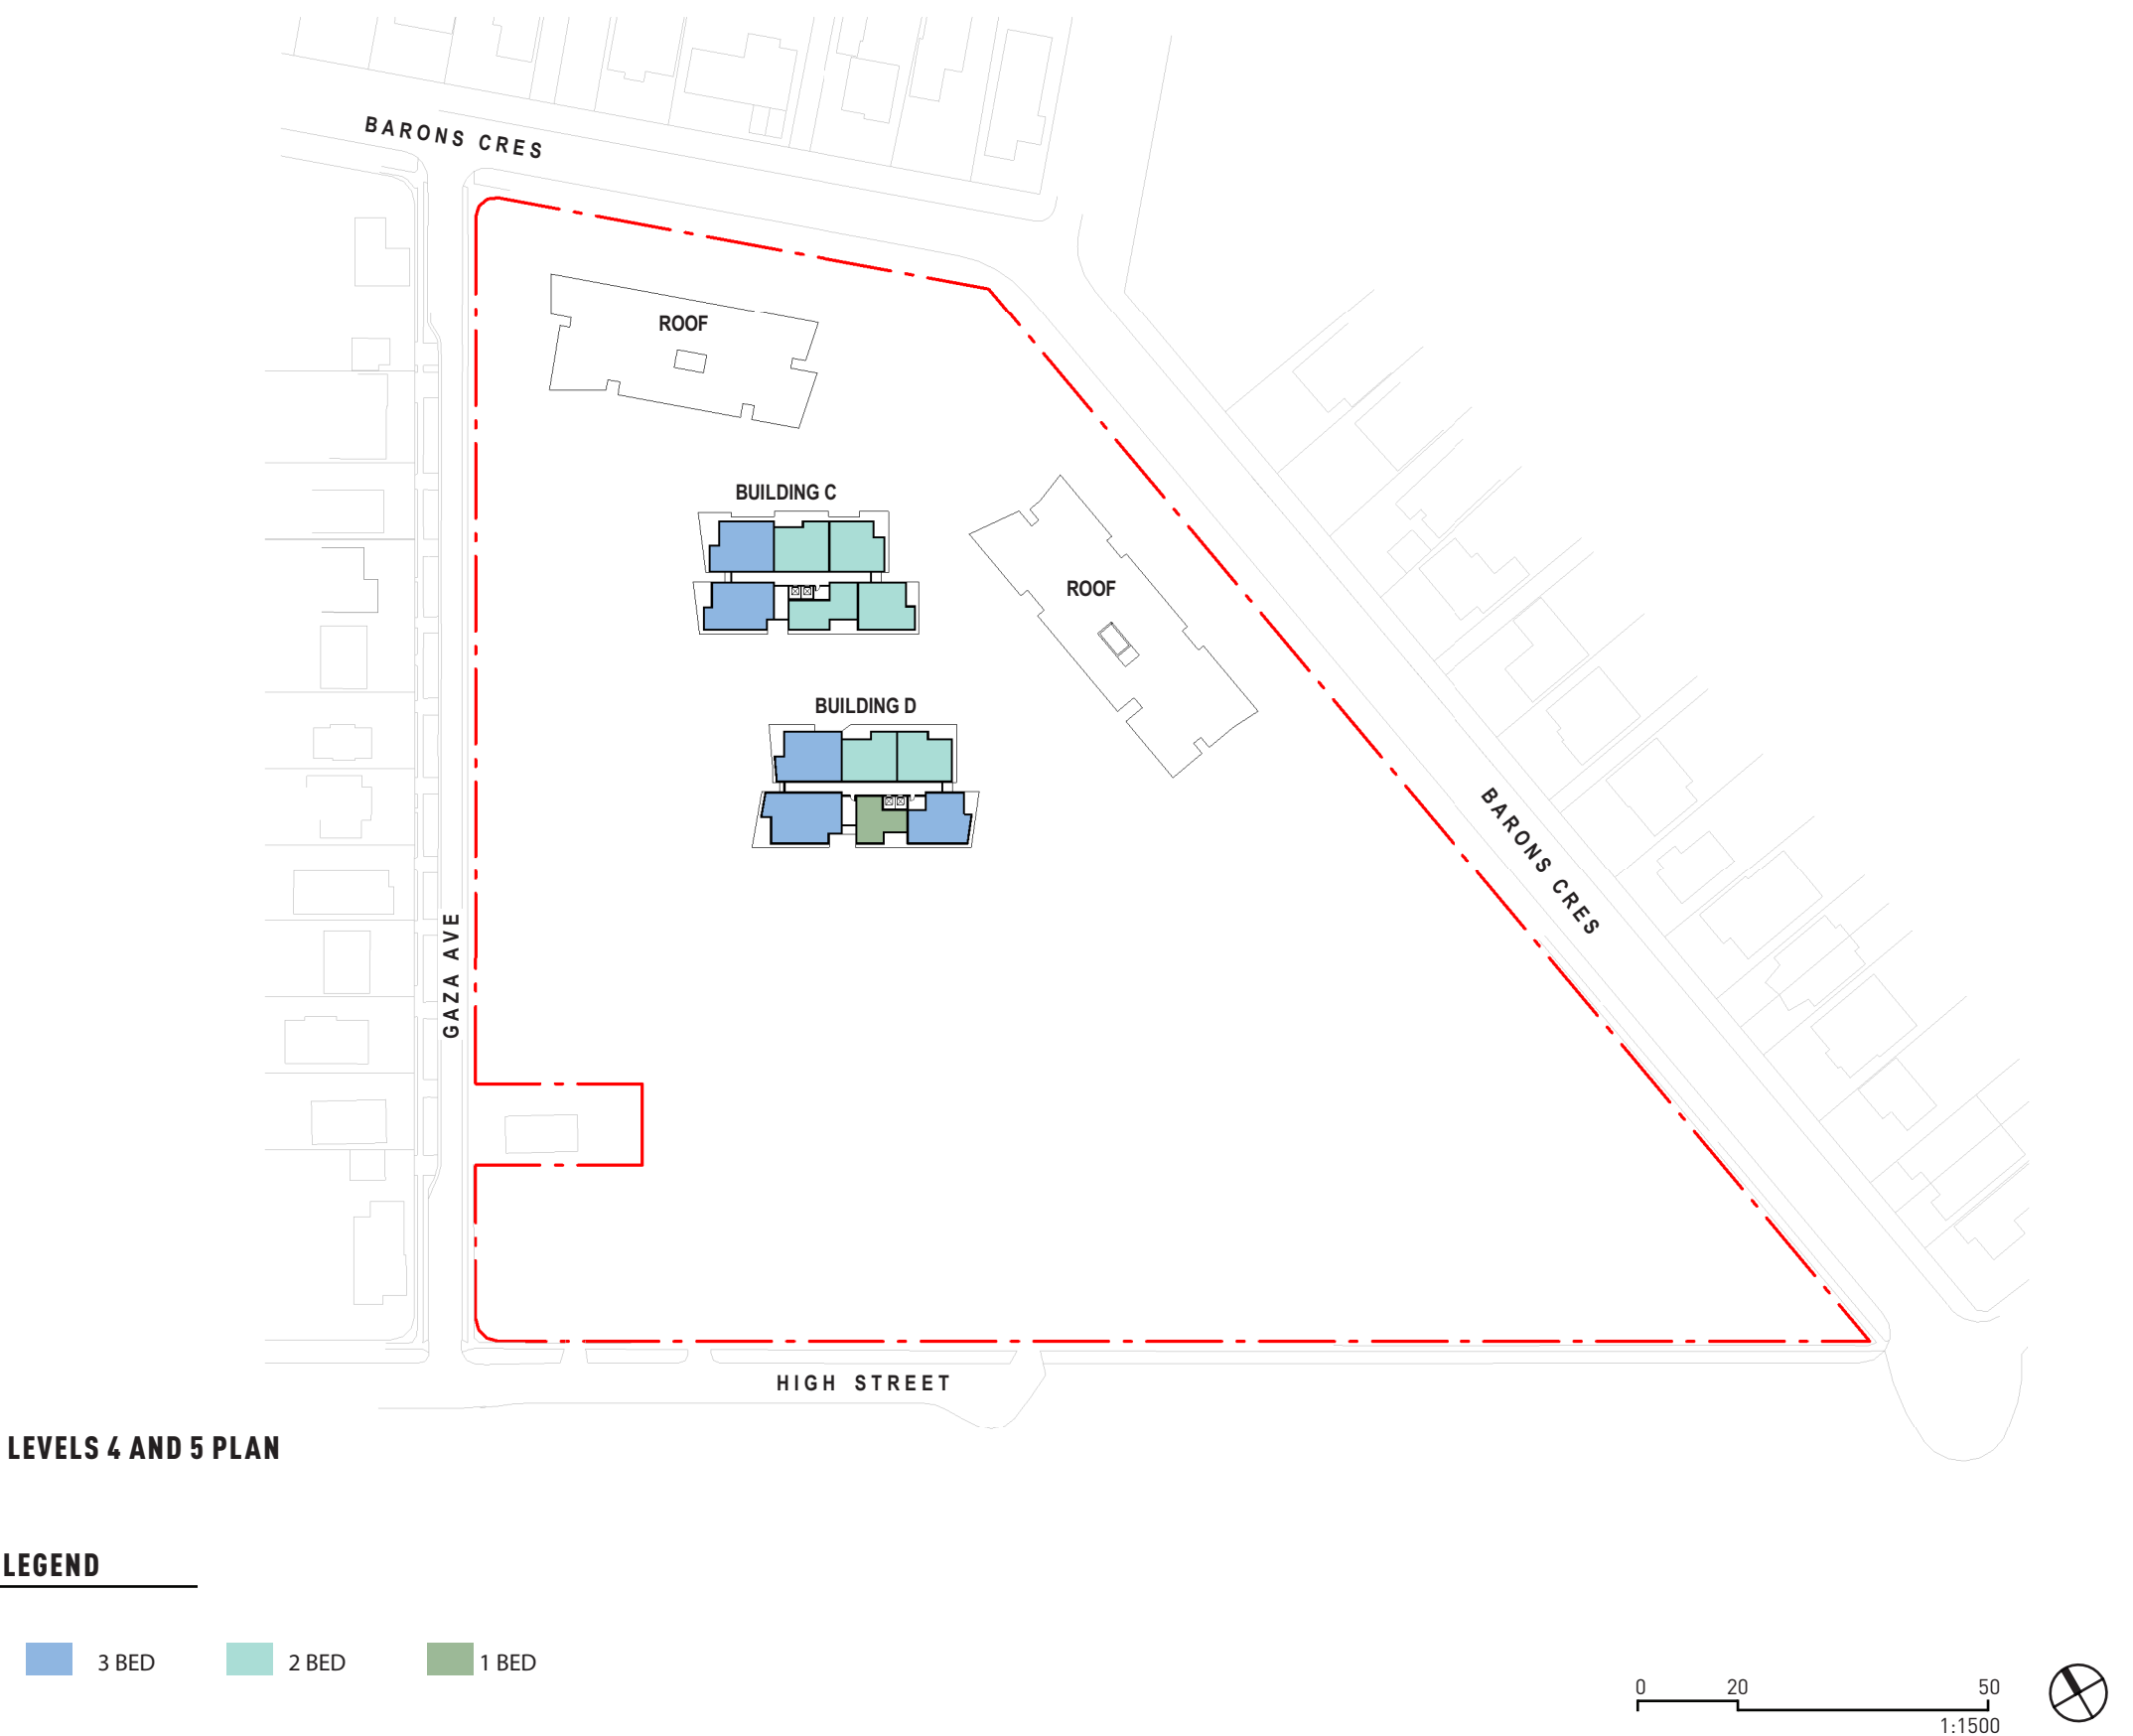 BARONS CRES
ROOF
BUILDING C
ROOF
BUILDING D
BARONS CRES
GAZA AVE
HIGH STREET
LEVELS 4 AND 5 PLAN
LEGEND
3 BED
2 BED
1 BED
0 20 50
1:1500